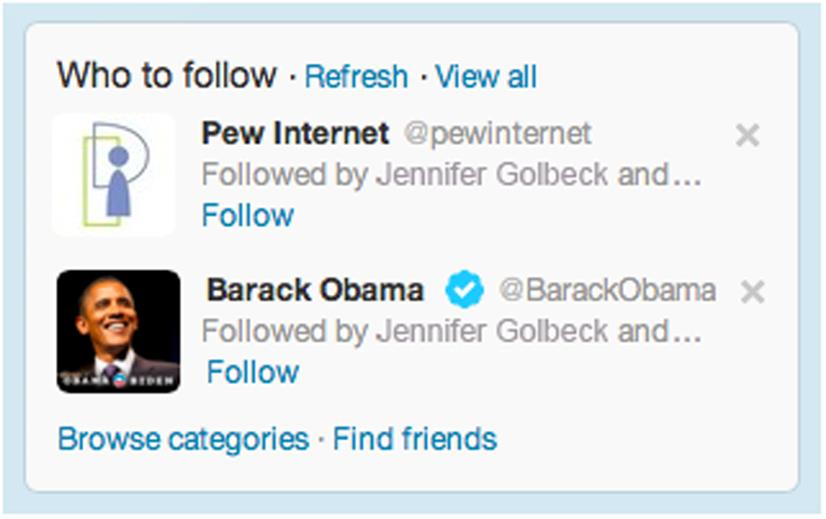 Who to follow · Refresh · View all
Pew Internet @pewinternet
Followed by Jennifer Golbeck and...
Follow
Barack Obama @BarackObama
Followed by Jennifer Golbeck and...
OBAMA BIDEN
Follow
Browse categories · Find friends